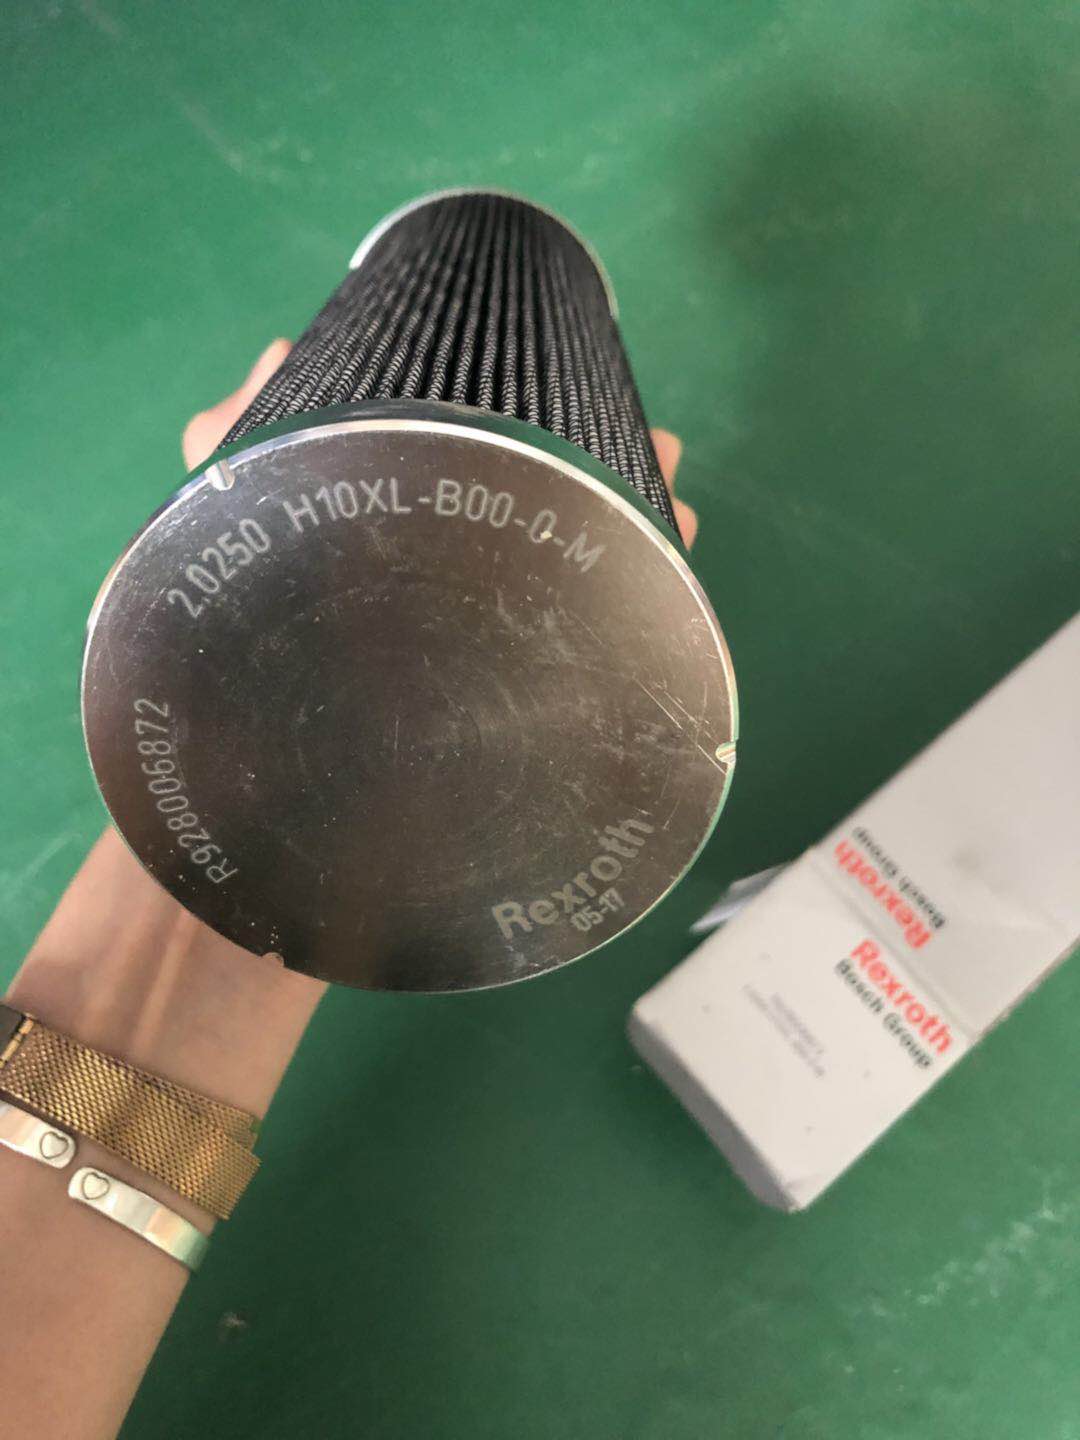 2.0250 H10XL-B00-0-M
R928006872
Rexroth
05-17
Rexroth
Bosch Group
Rexroth
Bosch Group